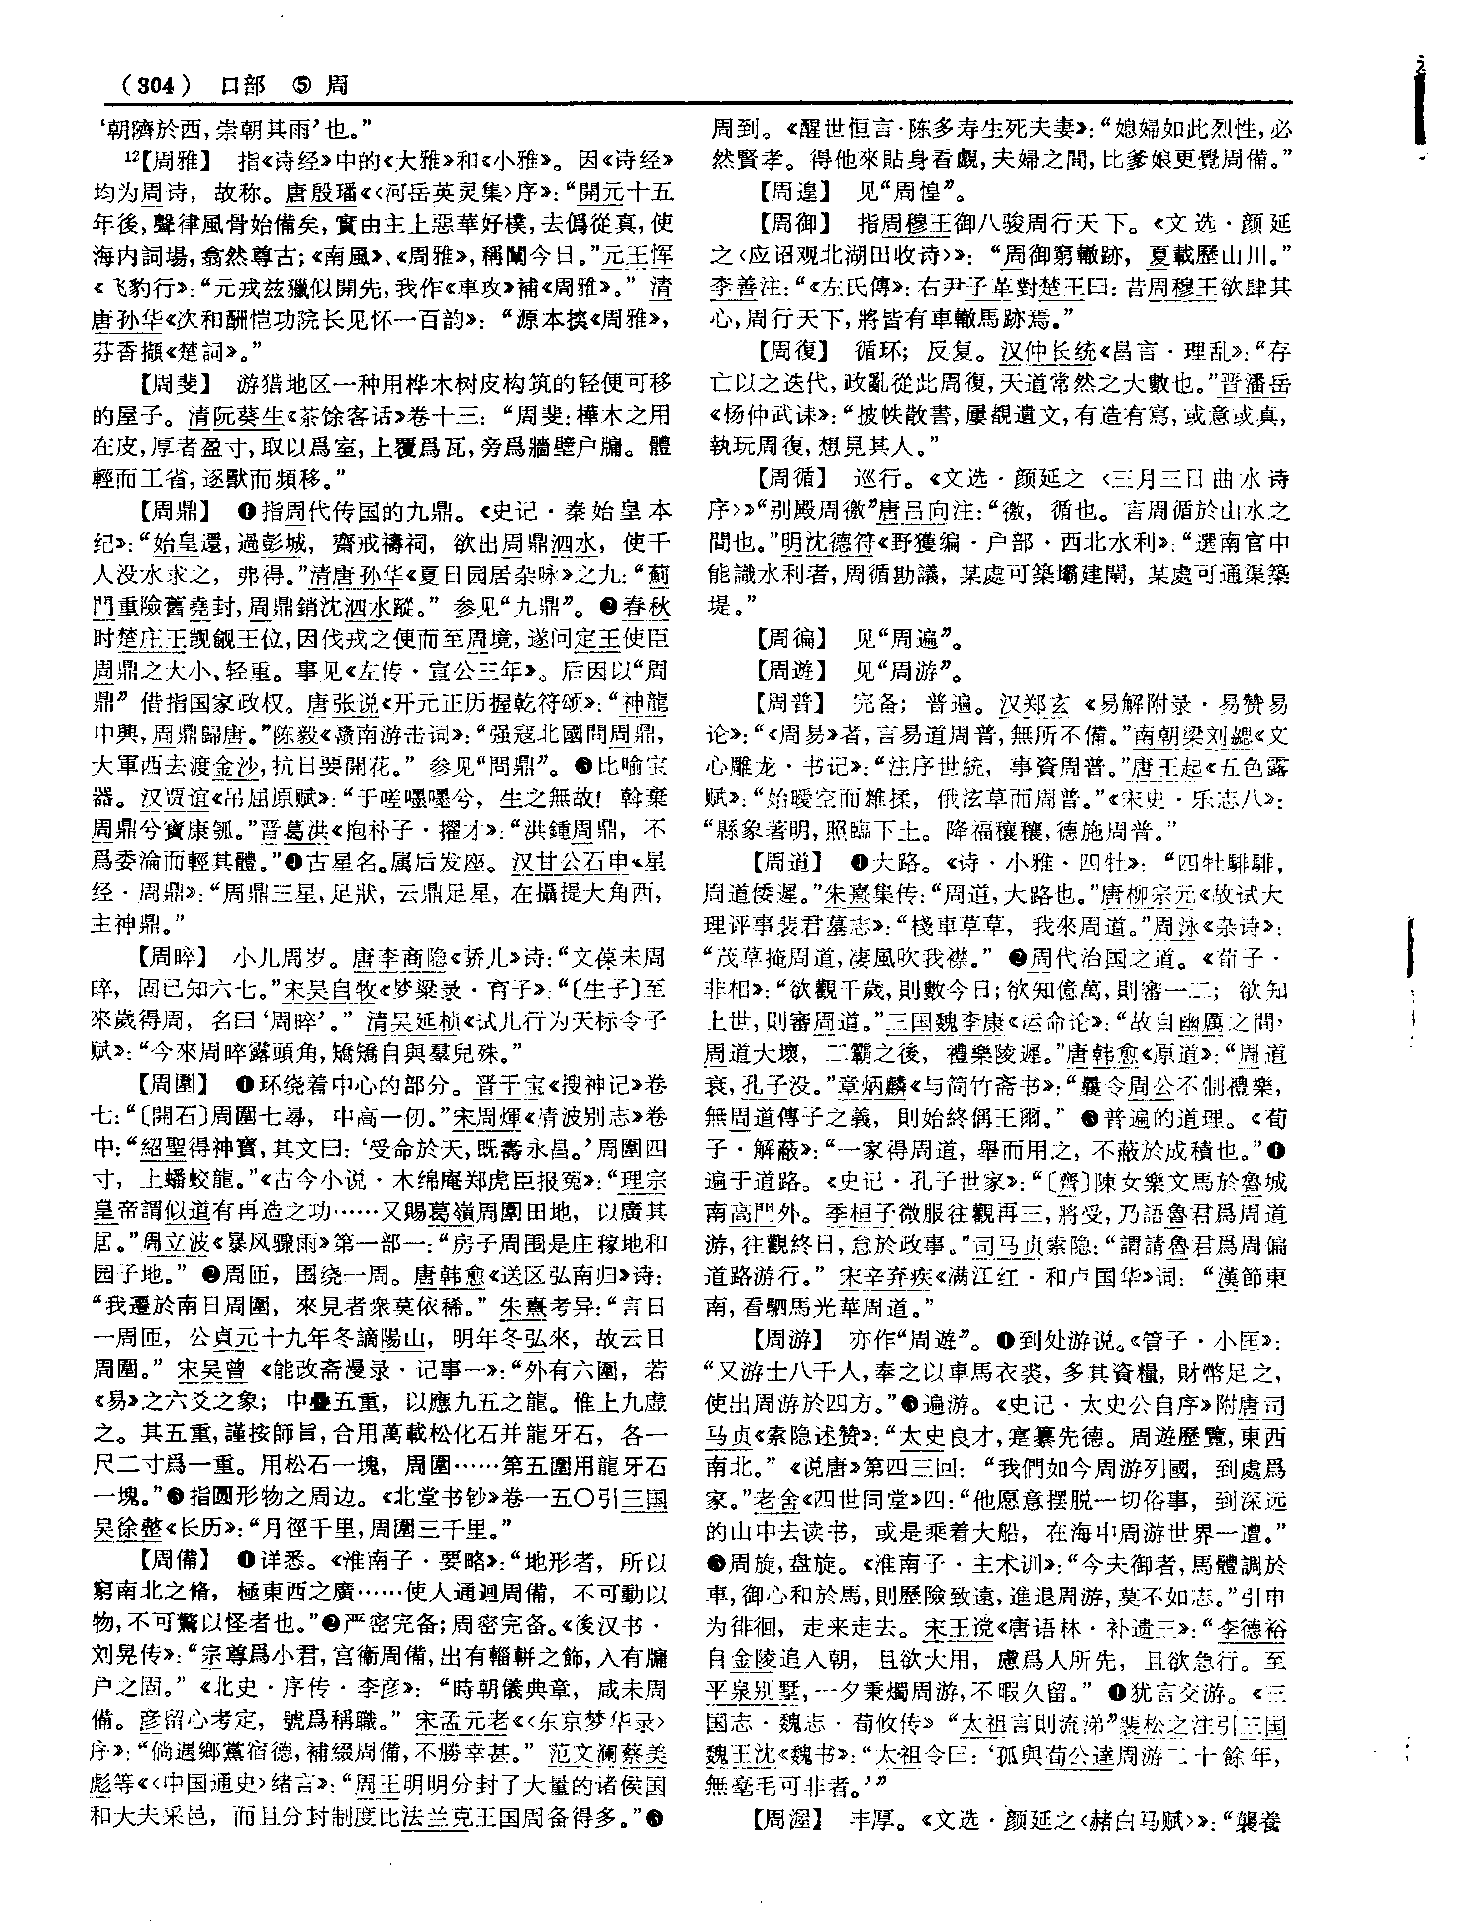 （304） 口部 ⑤ 周
‘朝隮於西，崇朝其雨’也。”
12【周雅】 指《诗经》中的《大雅》和《小雅》。因《诗经》
均为周诗，故称。唐殷璠《〈河岳英灵集〉序》：“開元十五
年後，聲律風骨始備矣，實由主上惡華好樸，去僞從真，使
海内詞場，翕然尊古；《南風》、《周雅》，稱闡今日。”元王恽
《飞豹行》：“元戎兹獵似開先，我作《車攻》補《周雅》。” 清
唐孙华《次和酬恺功院长见怀一百韵》：“源本探《周雅》，
芬香擷《楚詞》。”
【周斐】 游猎地区一种用桦木树皮构筑的轻便可移
的屋子。清阮葵生《茶馀客话》卷十三：“周斐：樺木之用
在皮，厚者盈寸，取以爲室，上覆爲瓦，旁爲牆壁户牖。體
輕而工省，逐獸而頻移。”
【周鼎】 ❶指周代传国的九鼎。《史记·秦始皇本
纪》：“始皇還，過彭城，齋戒禱祠，欲出周鼎泗水，使千
人没水求之，弗得。”清唐孙华《夏日园居杂咏》之九：“薊
門重險舊堯封，周鼎銷沈泗水蹤。” 参见“九鼎”。❷春秋
时楚庄王觊觎王位，因伐戎之便而至周境，遂问定王使臣
周鼎之大小、轻重。事见《左传·宣公三年》。后因以“周
鼎” 借指国家政权。唐张说《开元正历握乾符颂》：“神龍
中興，周鼎歸唐。”陈毅《赣南游击词》：“强寇北國問周鼎，
大軍西去渡金沙，抗日要開花。” 参见“問鼎”。❸比喻宝
器。汉贾谊《吊屈原赋》：“于嗟嚜嚜兮，生之無故！斡棄
周鼎兮寶康瓠。”晋葛洪《抱朴子·擢才》：“洪鍾周鼎，不
爲委淪而輕其體。”❹古星名。属后发座。汉甘公石申《星
经·周鼎》：“周鼎三星，足狀，云鼎足星，在攝提大角西，
主神鼎。”
【周晬】 小儿周岁。唐李商隐《骄儿》诗：“文葆未周
晬，固已知六七。”宋吴自牧《梦粱录·育子》：“〔生子〕至
來歲得周，名曰‘周晬’。” 清吴延桢《试儿行为天标令子
赋》：“今來周晬露頭角，矯矯自與羣兒殊。”
【周圍】 ❶环绕着中心的部分。晋干宝《搜神记》卷
七：“〔開石〕周圍七尋，中高一仞。”宋周煇《清波别志》卷
中：“紹聖得神寶，其文曰：‘受命於天，既壽永昌。’周圍四
寸，上蟠蛟龍。”《古今小说·木绵庵郑虎臣报冤》：“理宗
皇帝謂似道有再造之功……又賜葛嶺周圍田地，以廣其
居。”周立波《暴风骤雨》第一部一：“房子周围是庄稼地和
园子地。” ❷周匝，围绕一周。唐韩愈《送区弘南归》诗：
“我遷於南日周圍，來見者衆莫依稀。” 朱熹考异：“言日
一周匝，公貞元十九年冬謫陽山，明年冬弘來，故云日
周圍。” 宋吴曾《能改斋漫录·记事一》：“外有六圍，若
《易》之六爻之象；中疊五重，以應九五之龍。惟上九虚
之。其五重，謹按師旨，合用萬載松化石并龍牙石，各一
尺二寸爲一重。用松石一塊，周圍……第五圍用龍牙石
一塊。”❸指圆形物之周边。《北堂书钞》卷一五〇引三国
吴徐整《长历》：“月徑千里，周圍三千里。”
【周備】 ❶详悉。《淮南子·要略》：“地形者，所以
窮南北之脩，極東西之廣……使人通迴周備，不可動以
物，不可驚以怪者也。”❷严密完备；周密完备。《後汉书·
刘晃传》：“宗尊爲小君，宫衛周備，出有輜軿之飾，入有牖
户之固。”《北史·序传·李彦》：“時朝儀典章，咸未周
備。彦留心考定，號爲稱職。” 宋孟元老《〈东京梦华录〉
序》：“倘遇鄉黨宿德，補綴周備，不勝幸甚。” 范文澜蔡美
彪等《〈中国通史〉绪言》：“周王明明分封了大量的诸侯国
和大夫采邑，而且分封制度比法兰克王国周备得多。”❸
周到。《醒世恒言·陈多寿生死夫妻》：“媳婦如此烈性，必
然賢孝。得他來貼身看覷，夫婦之間，比爹娘更覺周備。”
【周遑】 见“周惶”。
【周御】 指周穆王御八骏周行天下。《文选·颜延
之〈应诏观北湖田收诗〉》：“周御窮轍跡，夏載歷山川。”
李善注：“《左氏傳》：右尹子革對楚王曰：昔周穆王欲肆其
心，周行天下，將皆有車轍馬跡焉。”
【周復】 循环；反复。汉仲长统《昌言·理乱》：“存
亡以之迭代，政亂從此周復，天道常然之大數也。”晋潘岳
《杨仲武诔》：“披帙散書，屢覩遺文，有造有寫，或意或真，
執玩周復，想見其人。”
【周循】 巡行。《文选·颜延之〈三月三日曲水诗
序〉》“别殿周徼”唐吕向注：“徼，循也。言周循於山水之
間也。”明沈德符《野獲编·户部·西北水利》：“選南官中
能識水利者，周循勘議，某處可築壩建閘，某處可通渠築
堤。”
【周徧】 见“周遍”。
【周遊】 见“周游”。
【周普】 完备；普遍。汉郑玄《易解附录·易赞易
论》：“《周易》者，言易道周普，無所不備。”南朝梁刘勰《文
心雕龙·书记》：“注序世統，事資周普。”唐王起《五色露
赋》：“始曖空而雜揉，俄泫草而周普。”《宋史·乐志八》：
“縣象著明，照臨下土。降福穰穰，德施周普。”
【周道】 ❶大路。《诗·小雅·四牡》：“四牡騑騑，
周道倭遲。”朱熹集传：“周道，大路也。”唐柳宗元《故试大
理评事裴君墓志》：“棧車草草，我來周道。”周泳《杂诗》：
“茂草掩周道，凄風吹我襟。” ❷周代治国之道。《荀子·
非相》：“欲觀千歲，則數今日；欲知億萬，則審一二；欲知
上世，則審周道。”三国魏李康《运命论》：“故自幽厲之間，
周道大壞，二霸之後，禮樂陵遲。”唐韩愈《原道》：“周道
衰，孔子没。”章炳麟《与简竹斋书》：“曩令周公不制禮樂，
無周道傳子之義，則始終偶王爾。” ❸普遍的道理。《荀
子·解蔽》：“一家得周道，舉而用之，不蔽於成積也。”❹
遍于道路。《史记·孔子世家》：“〔齊〕陳女樂文馬於魯城
南高門外。季桓子微服往觀再三，將受，乃語魯君爲周道
游，往觀終日，怠於政事。”司马贞索隐：“謂請魯君爲周偏
道路游行。” 宋辛弃疾《满江红·和卢国华》词：“漢節東
南，看駟馬光華周道。”
【周游】 亦作“周遊”。❶到处游说。《管子·小匡》：
“又游士八千人，奉之以車馬衣裘，多其資糧，財幣足之，
使出周游於四方。”❷遍游。《史记·太史公自序》附唐司
马贞《索隐述赞》：“太史良才，寔纂先德。周遊歷覽，東西
南北。”《说唐》第四三回：“我們如今周游列國，到處爲
家。”老舍《四世同堂》四：“他愿意摆脱一切俗事，到深远
的山中去读书，或是乘着大船，在海中周游世界一遭。”
❸周旋，盘旋。《淮南子·主术训》：“今夫御者，馬體調於
車，御心和於馬，則歷險致遠，進退周游，莫不如志。”引申
为徘徊，走来走去。宋王谠《唐语林·补遗三》：“李德裕
自金陵追入朝，且欲大用，慮爲人所先，且欲急行。至
平泉别墅，一夕秉燭周游，不暇久留。” ❹犹言交游。《三
国志·魏志·荀攸传》“太祖言則流涕”裴松之注引三国
魏王沈《魏书》：“太祖令曰：‘孤與荀公達周游二十餘年，
無毫毛可非者。’”
【周渥】 丰厚。《文选·颜延之〈赭白马赋〉》：“襲養